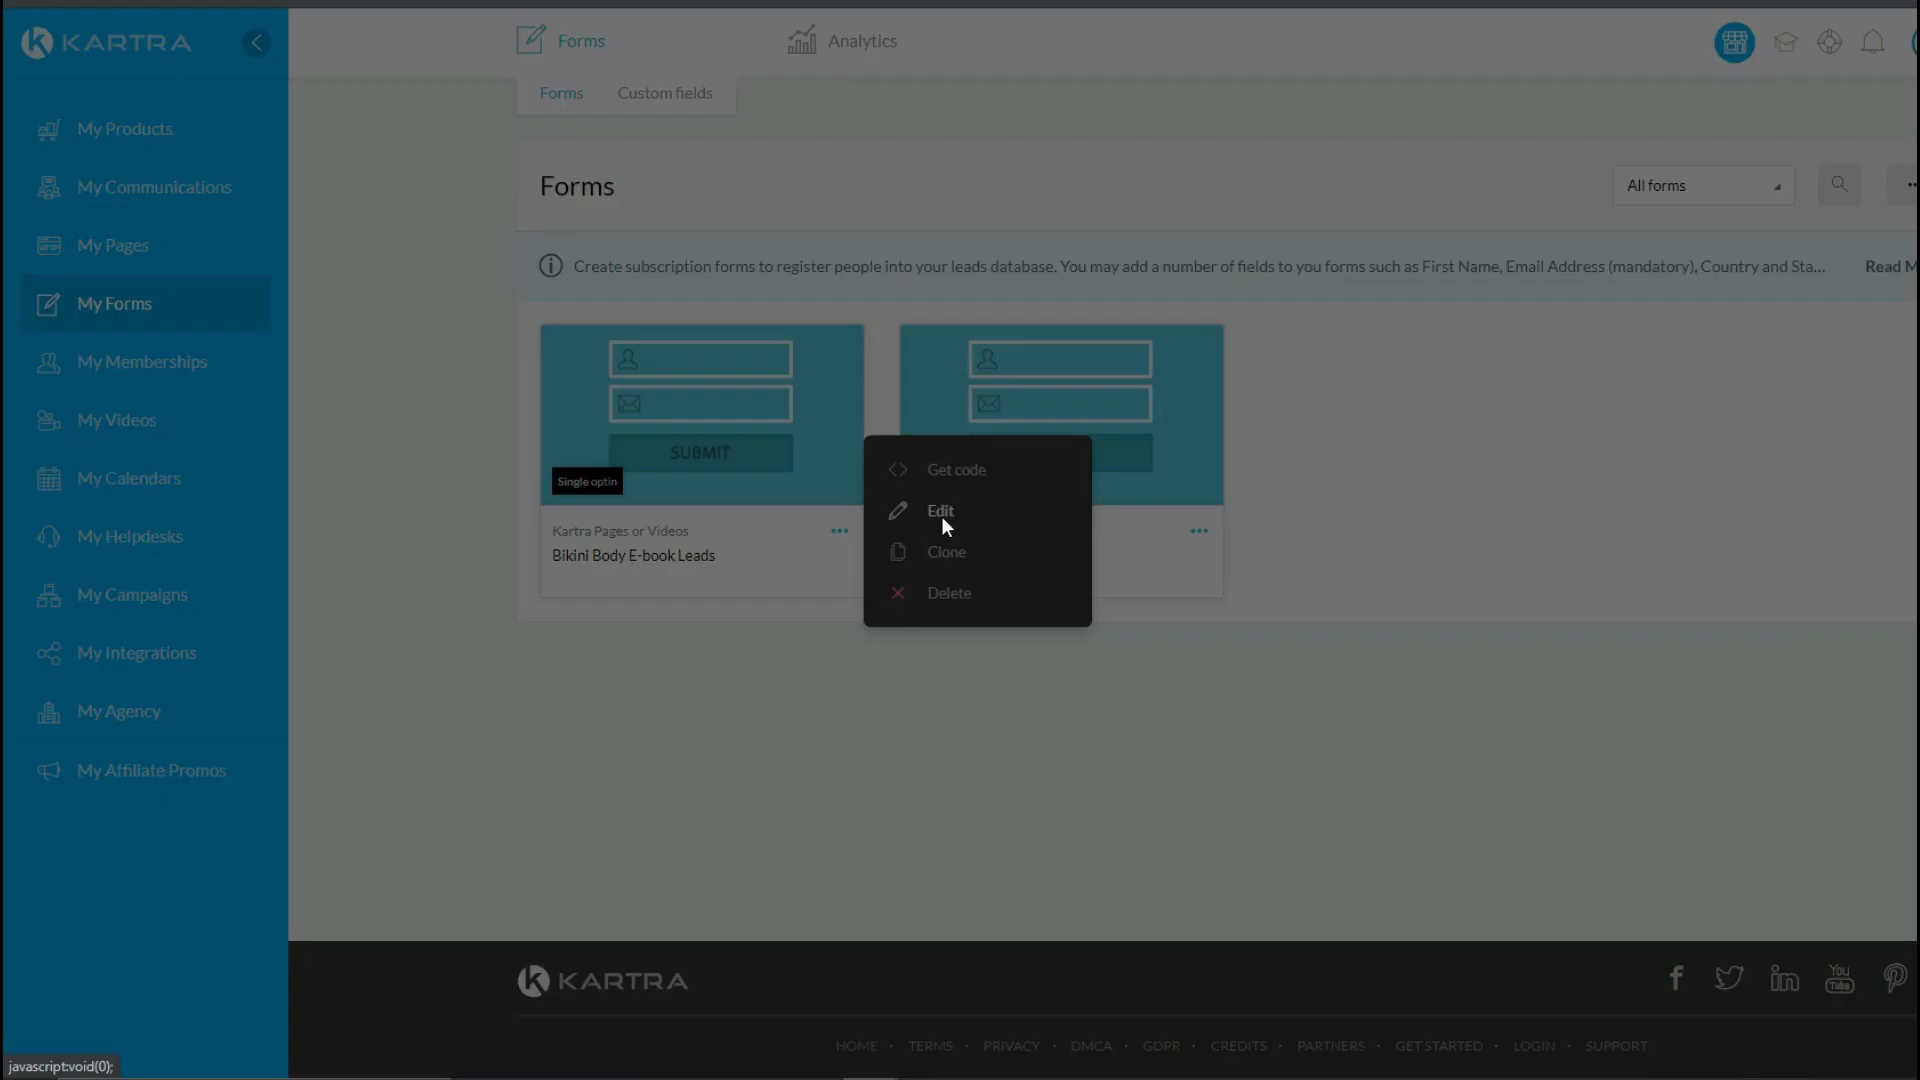 KARTRA
Forms
Analytics
My Products
My Communications
My Pages
My Forms
My Memberships
My Videos
My Calendars
My Helpdesks
My Campaigns
My Integrations
My Agency
My Affiliate Promos
Forms
Custom fields
Forms
All forms
Create subscription forms to register people into your leads database. You may add a number of fields to you forms such as First Name, Email Address (mandatory), Country and Sta...
Read M
SUBMIT
Single optin
Kartra Pages or Videos
Bikini Body E-book Leads
Get code
Edit
Clone
Delete
KARTRA
You
Tube
HOME · TERMS · PRIVACY · DMCA · GDPR · CREDITS · PARTNERS · GET STARTED · LOGIN · SUPPORT
javascript:void(0);